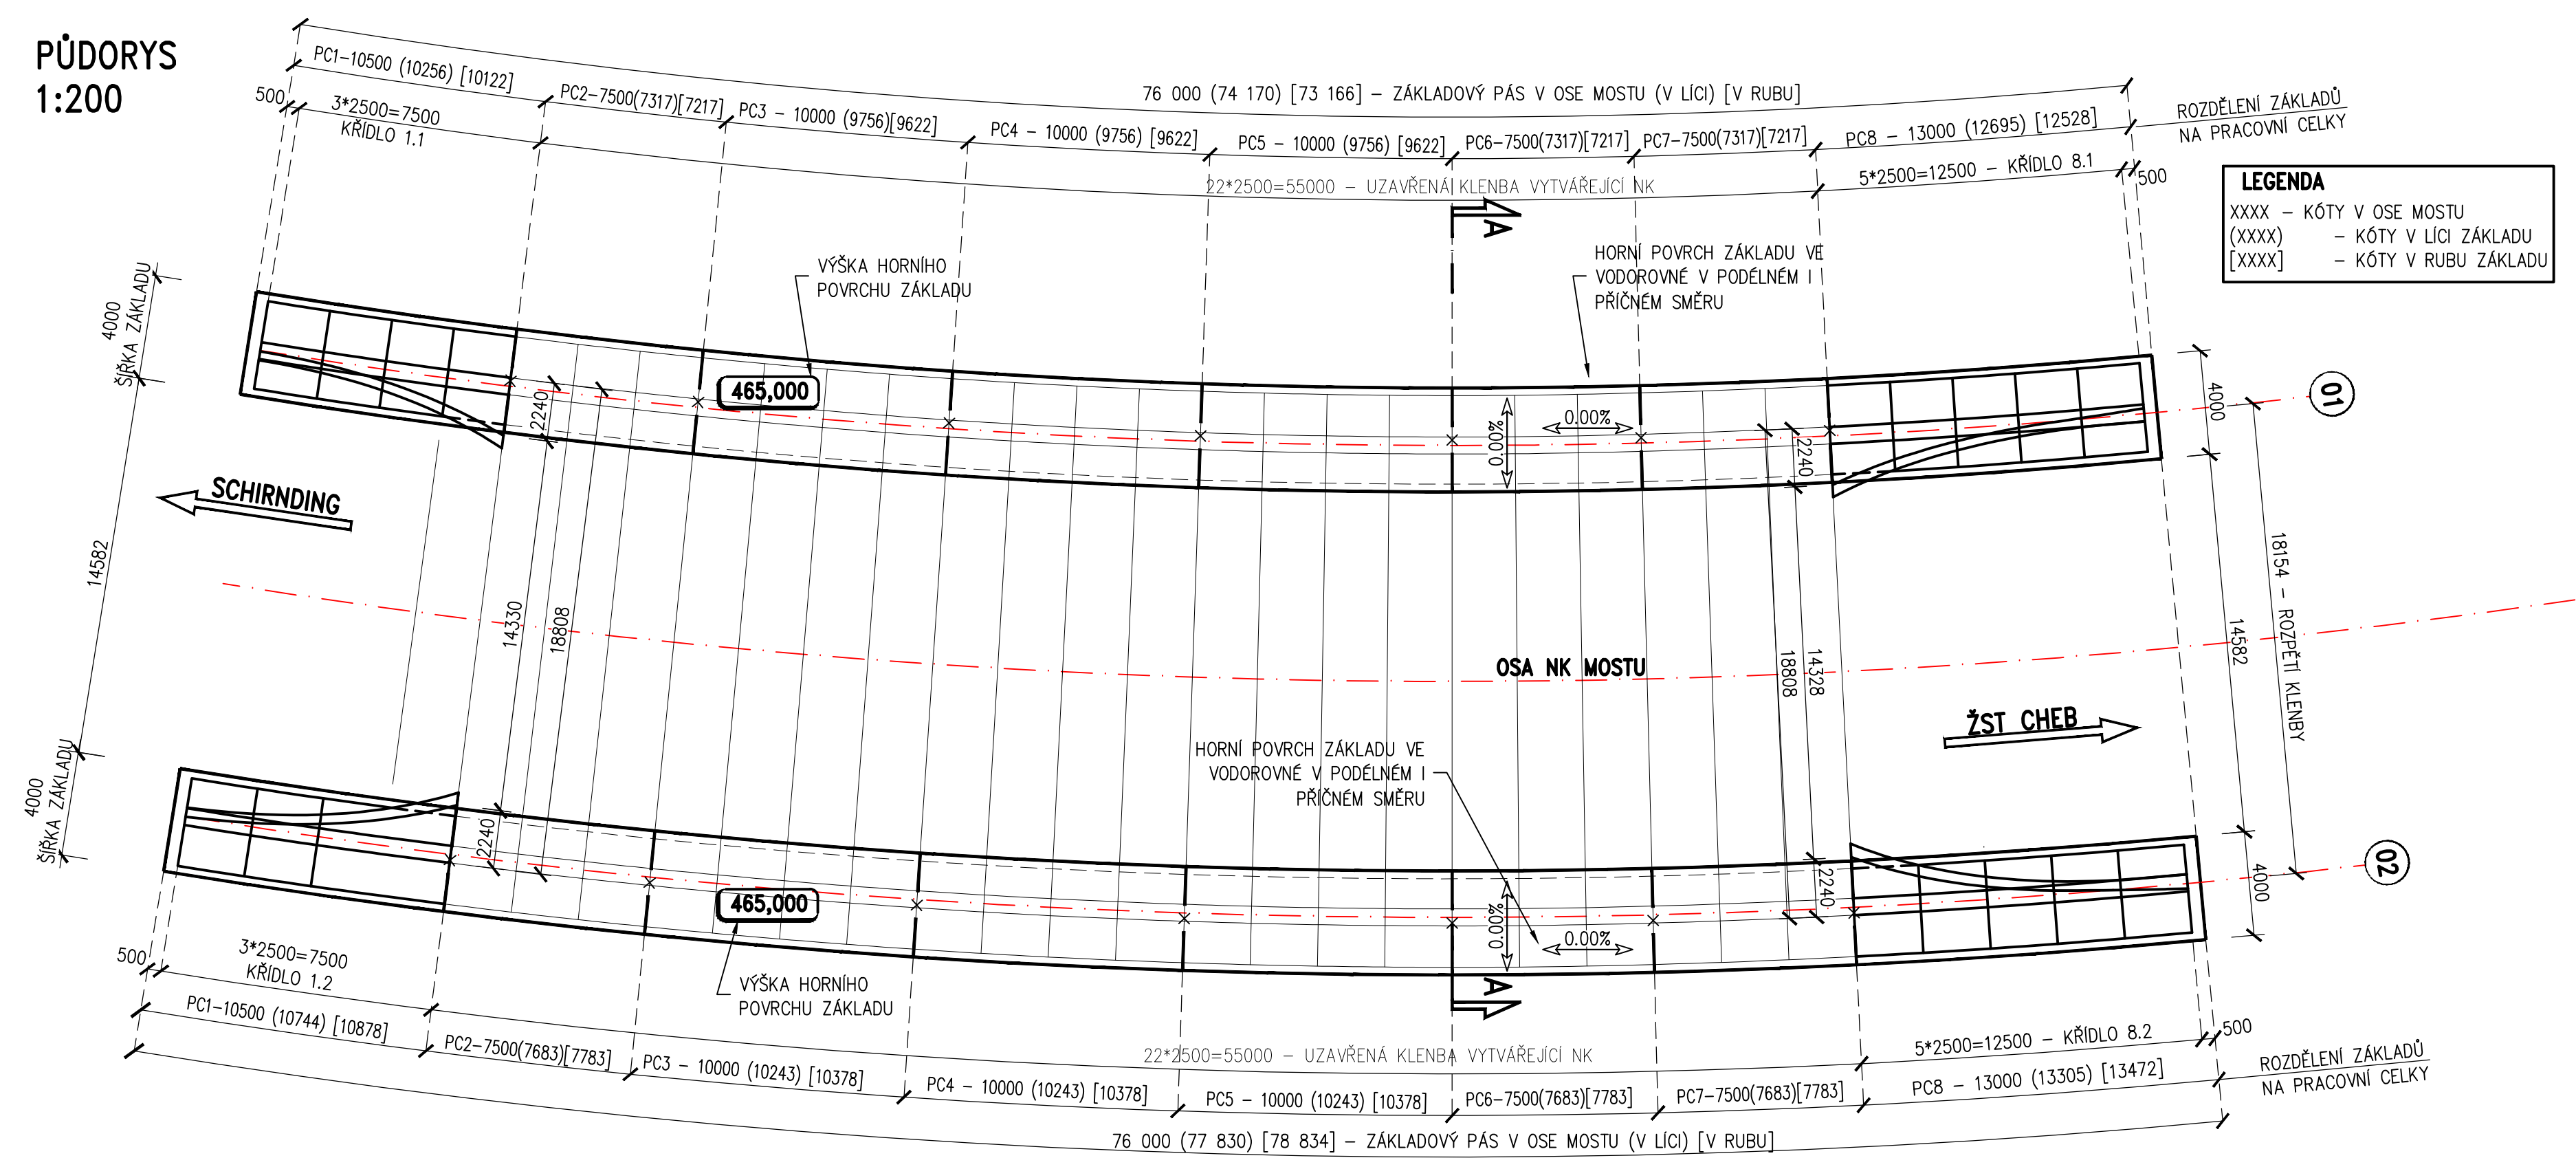 PŮDORYS
1:200
76 000 (74 170) [73 166] – ZÁKLADOVÝ PÁS V OSE MOSTU (V LÍCI) [V RUBU]
PC1–10500 (10256) [10122]
PC2–7500(7317)[7217]
PC3 – 10000 (9756)[9622]
PC4 – 10000 (9756) [9622]
PC5 – 10000 (9756) [9622]
PC6–7500(7317)[7217]
PC7–7500(7317)[7217]
PC8 – 13000 (12695) [12528]
ROZDĚLENÍ ZÁKLADŮ
NA PRACOVNÍ CELKY
500
3*2500=7500
KŘÍDLO 1.1
22*2500=55000 – UZAVŘENÁ KLENBA VYTVÁŘEJÍCÍ NK
5*2500=12500 – KŘÍDLO 8.1
500
LEGENDA
XXXX – KÓTY V OSE MOSTU
(XXXX) – KÓTY V LÍCI ZÁKLADU
[XXXX] – KÓTY V RUBU ZÁKLADU
A
VÝŠKA HORNÍHO
POVRCHU ZÁKLADU
HORNÍ POVRCH ZÁKLADU VE
VODOROVNÉ V PODÉLNÉM I
PŘÍČNÉM SMĚRU
4000
ŠÍŘKA ZÁKLADU
465,000
2240
0.00%
0.00%
2240
4000
01
SCHIRNDING
14582
14330
18808
OSA NK MOSTU
18808
14328
14582
18154 – ROZPĚTÍ KLENBY
ŽST CHEB
HORNÍ POVRCH ZÁKLADU VE
VODOROVNÉ V PODÉLNÉM I
PŘÍČNÉM SMĚRU
4000
ŠÍŘKA ZÁKLADU
2240
465,000
0.00%
0.00%
2240
4000
02
VÝŠKA HORNÍHO
POVRCHU ZÁKLADU
A
500
3*2500=7500
KŘÍDLO 1.2
22*2500=55000 – UZAVŘENÁ KLENBA VYTVÁŘEJÍCÍ NK
5*2500=12500 – KŘÍDLO 8.2
500
PC1–10500 (10744) [10878]
PC2–7500(7683)[7783]
PC3 – 10000 (10243) [10378]
PC4 – 10000 (10243) [10378]
PC5 – 10000 (10243) [10378]
PC6–7500(7683)[7783]
PC7–7500(7683)[7783]
PC8 – 13000 (13305) [13472]
ROZDĚLENÍ ZÁKLADŮ
NA PRACOVNÍ CELKY
76 000 (77 830) [78 834] – ZÁKLADOVÝ PÁS V OSE MOSTU (V LÍCI) [V RUBU]